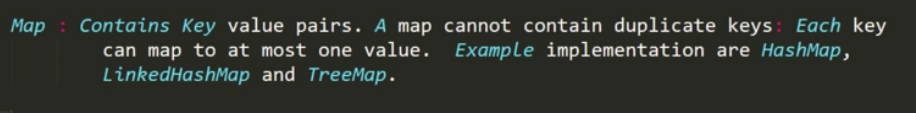 Map : Contains Key value pairs. A map cannot contain duplicate keys: Each key
can map to at most one value.  Example implementation are HashMap,
LinkedHashMap and TreeMap.